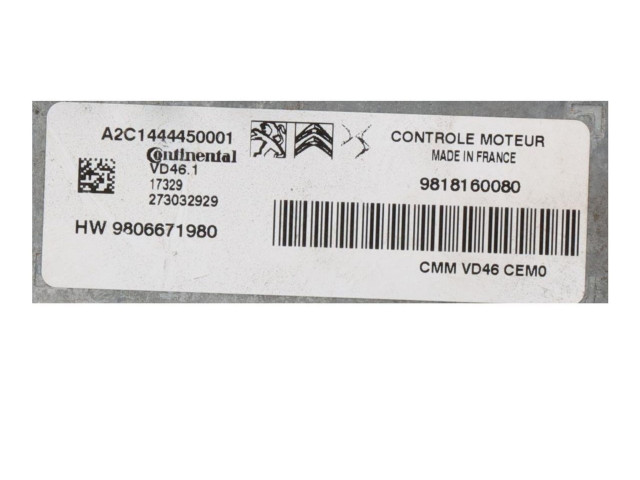 A2C1444450001
Continental
VD46.1
17329
273032929
HW 9806671980
CONTROLE MOTEUR
MADE IN FRANCE
9818160080
CMM VD46 CEM0